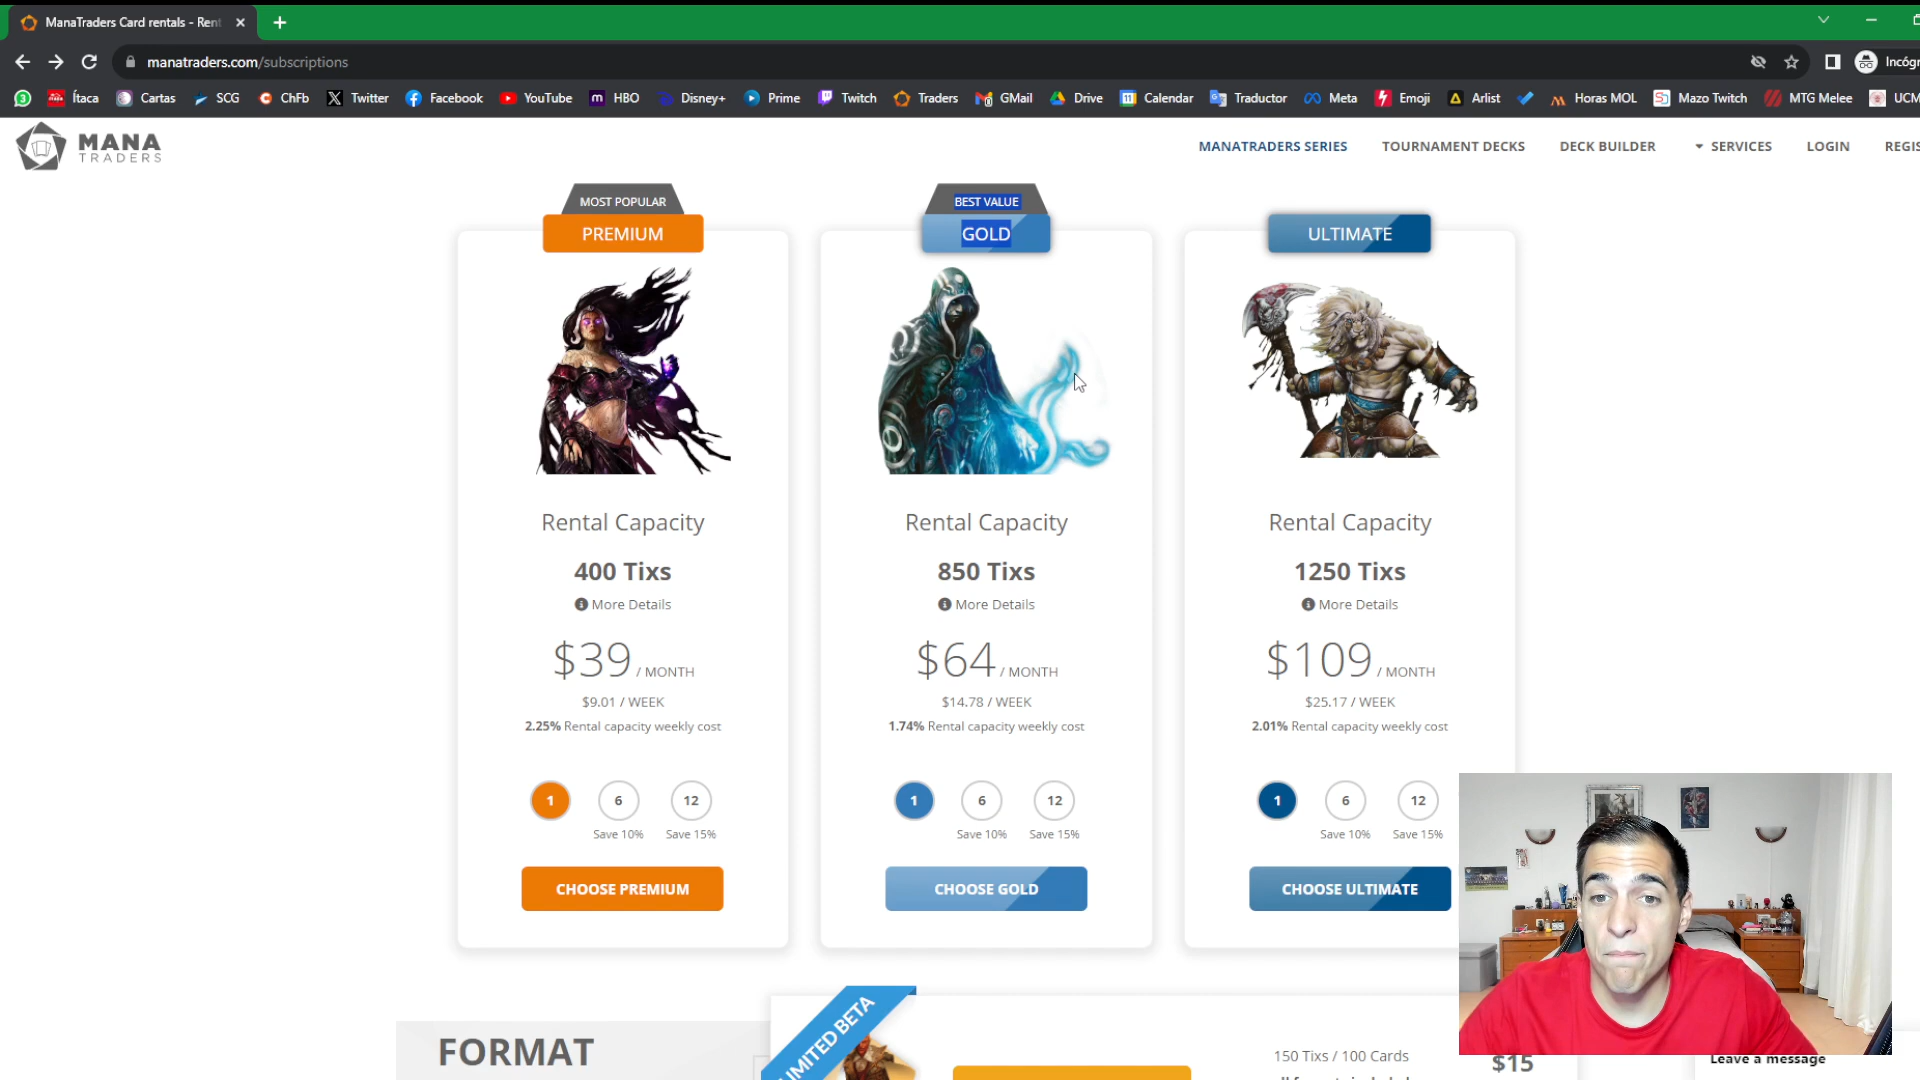 ManaTraders Card rentals - Rent
manatraders.com/subscriptions
Incógn
3 Ítaca Cartas SCG ChFb Twitter Facebook YouTube HBO Disney+ Prime Twitch Traders GMail Drive Calendar Traductor Meta Emoji Arlist Horas MOL Mazo Twitch MTG Melee UCM
MANA
TRADERS
MANATRADERS SERIES TOURNAMENT DECKS DECK BUILDER SERVICES LOGIN REGIS
MOST POPULAR
PREMIUM
Rental Capacity
400 Tixs
More Details
$39 / MONTH
$9.01 / WEEK
2.25% Rental capacity weekly cost
1 6 12
Save 10% Save 15%
CHOOSE PREMIUM
BEST VALUE
GOLD
Rental Capacity
850 Tixs
More Details
$64 / MONTH
$14.78 / WEEK
1.74% Rental capacity weekly cost
1 6 12
Save 10% Save 15%
CHOOSE GOLD
ULTIMATE
Rental Capacity
1250 Tixs
More Details
$109 / MONTH
$25.17 / WEEK
2.01% Rental capacity weekly cost
1 6 12
Save 10% Save 15%
CHOOSE ULTIMATE
FORMAT
LIMITED BETA
150 Tixs / 100 Cards
$15
Leave a message